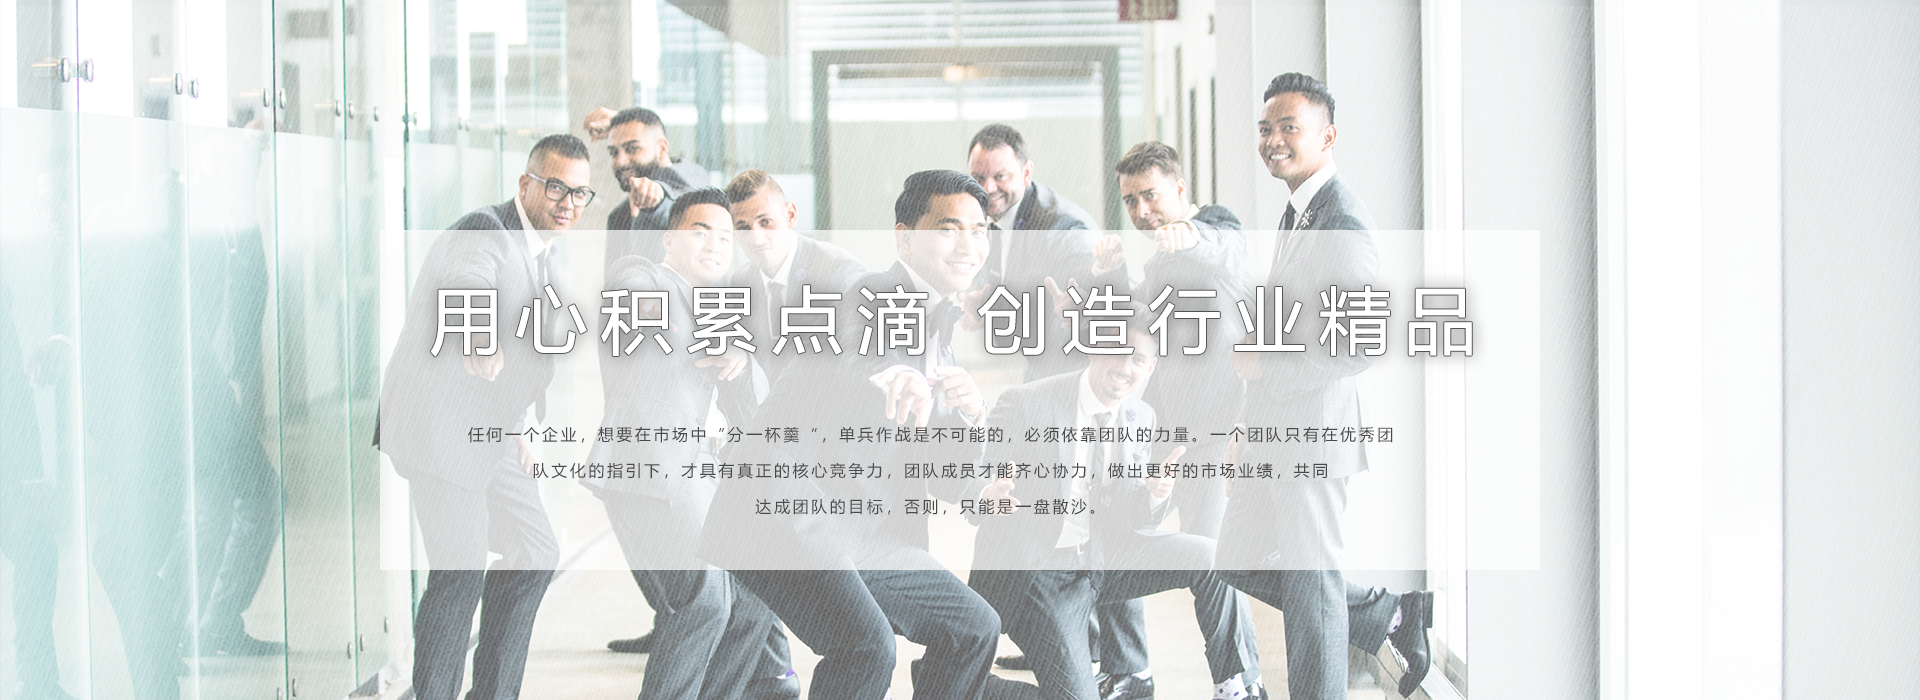 用心积累点滴 创造行业精品
任何一个企业，想要在市场中“分一杯羹“，单兵作战是不可能的，必须依靠团队的力量。一个团队只有在优秀团
队文化的指引下，才具有真正的核心竞争力，团队成员才能齐心协力，做出更好的市场业绩，共同
达成团队的目标，否则，只能是一盘散沙。